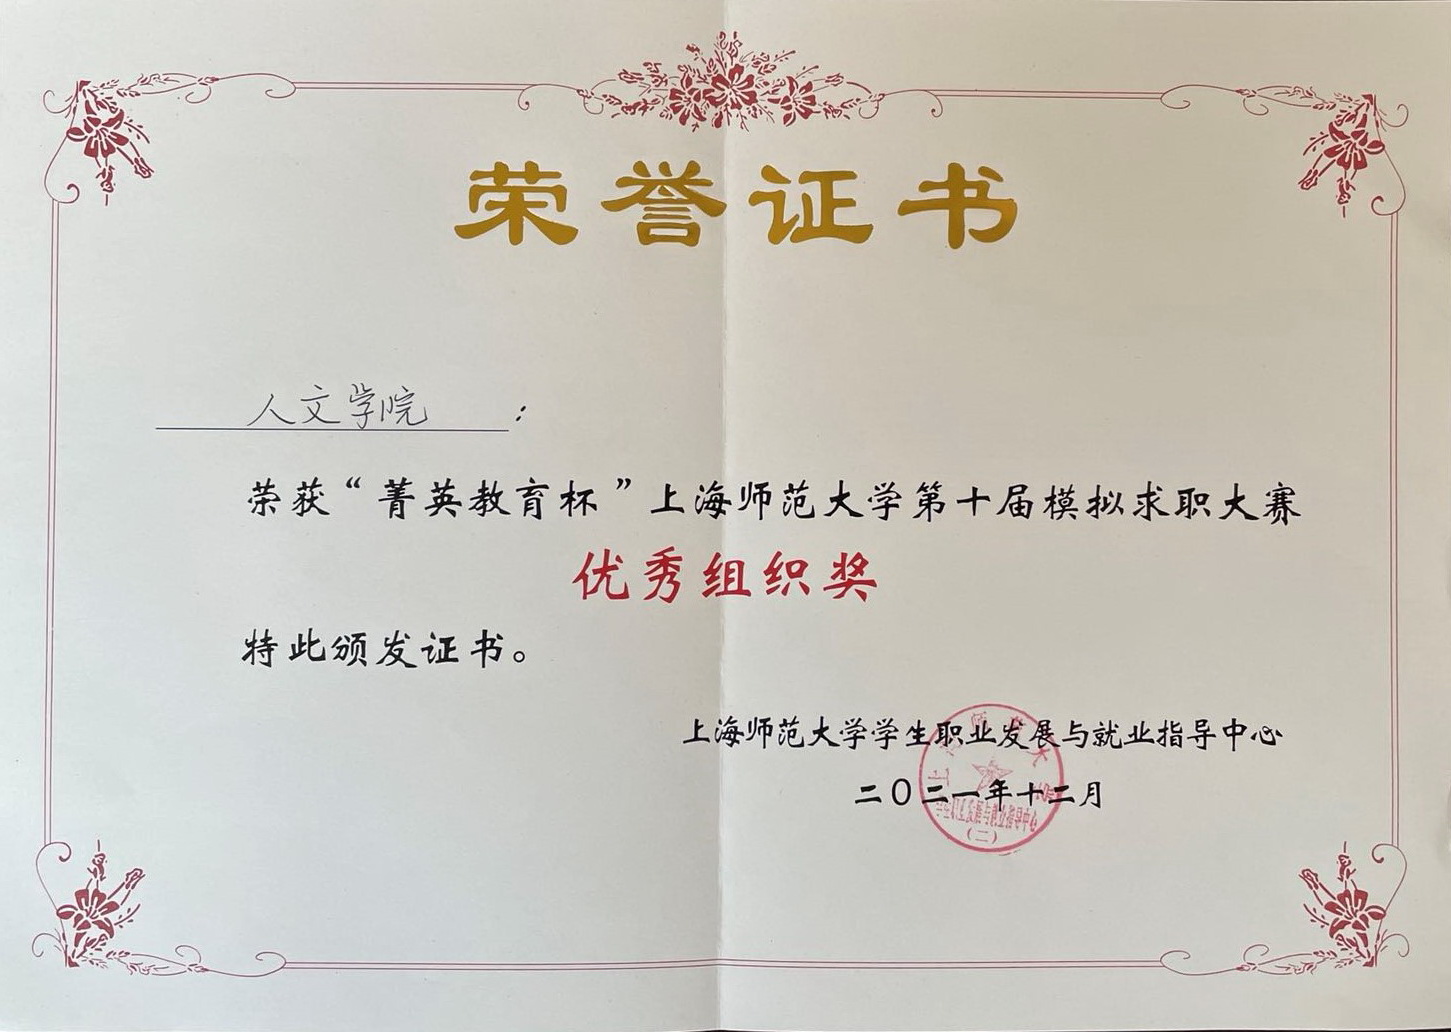 荣誉证书
人文学院：
荣获“菁英教育杯”上海师范大学第十届模拟求职大赛
优秀组织奖
特此颁发证书。
上海师范大学学生职业发展与就业指导中心
二〇二一年十二月
（二）